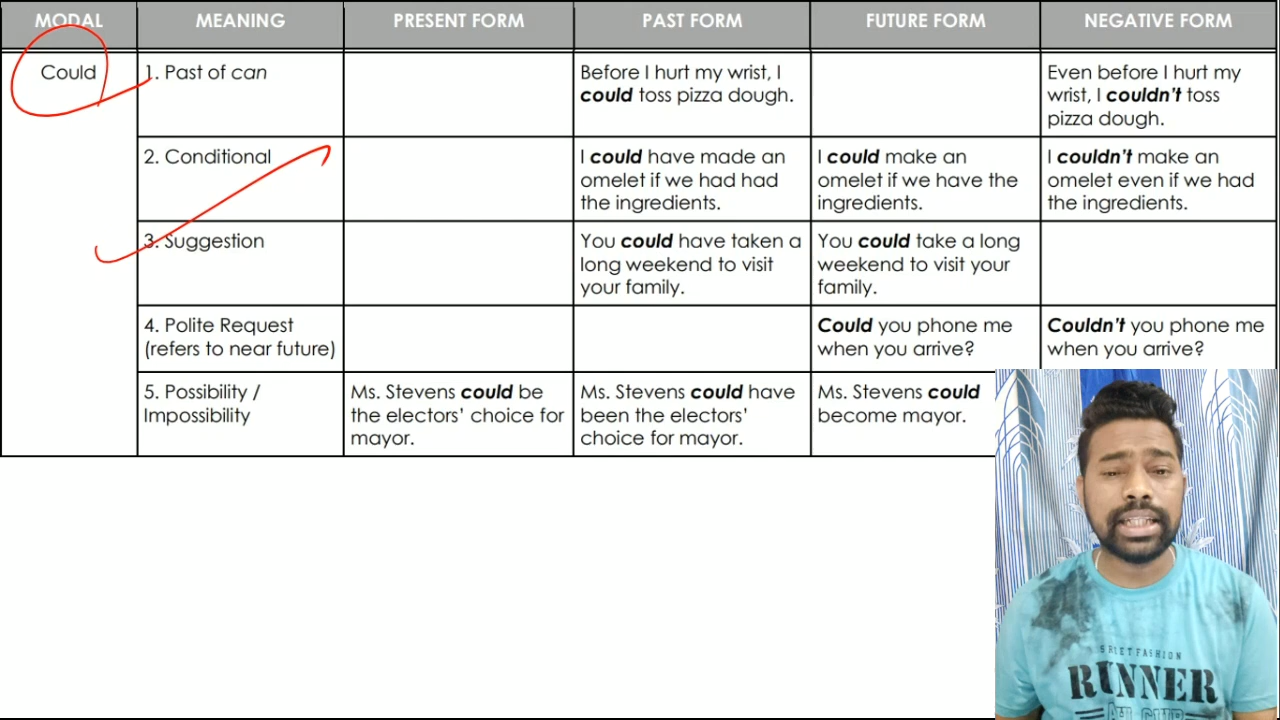 MODAL MEANING PRESENT FORM PAST FORM FUTURE FORM NEGATIVE FORM
Could
1. Past of can
Before I hurt my wrist, I
could toss pizza dough.
Even before I hurt my
wrist, I couldn't toss
pizza dough.
2. Conditional
I could have made an
omelet if we had had
the ingredients.
I could make an
omelet if we have the
ingredients.
I couldn't make an
omelet even if we had
the ingredients.
3. Suggestion
You could have taken a
long weekend to visit
your family.
You could take a long
weekend to visit your
family.
4. Polite Request
(refers to near future)
Could you phone me
when you arrive?
Couldn't you phone me
when you arrive?
5. Possibility /
Impossibility
Ms. Stevens could be
the electors' choice for
mayor.
Ms. Stevens could have
been the electors'
choice for mayor.
Ms. Stevens could
become mayor.
FASHION
RUNNER